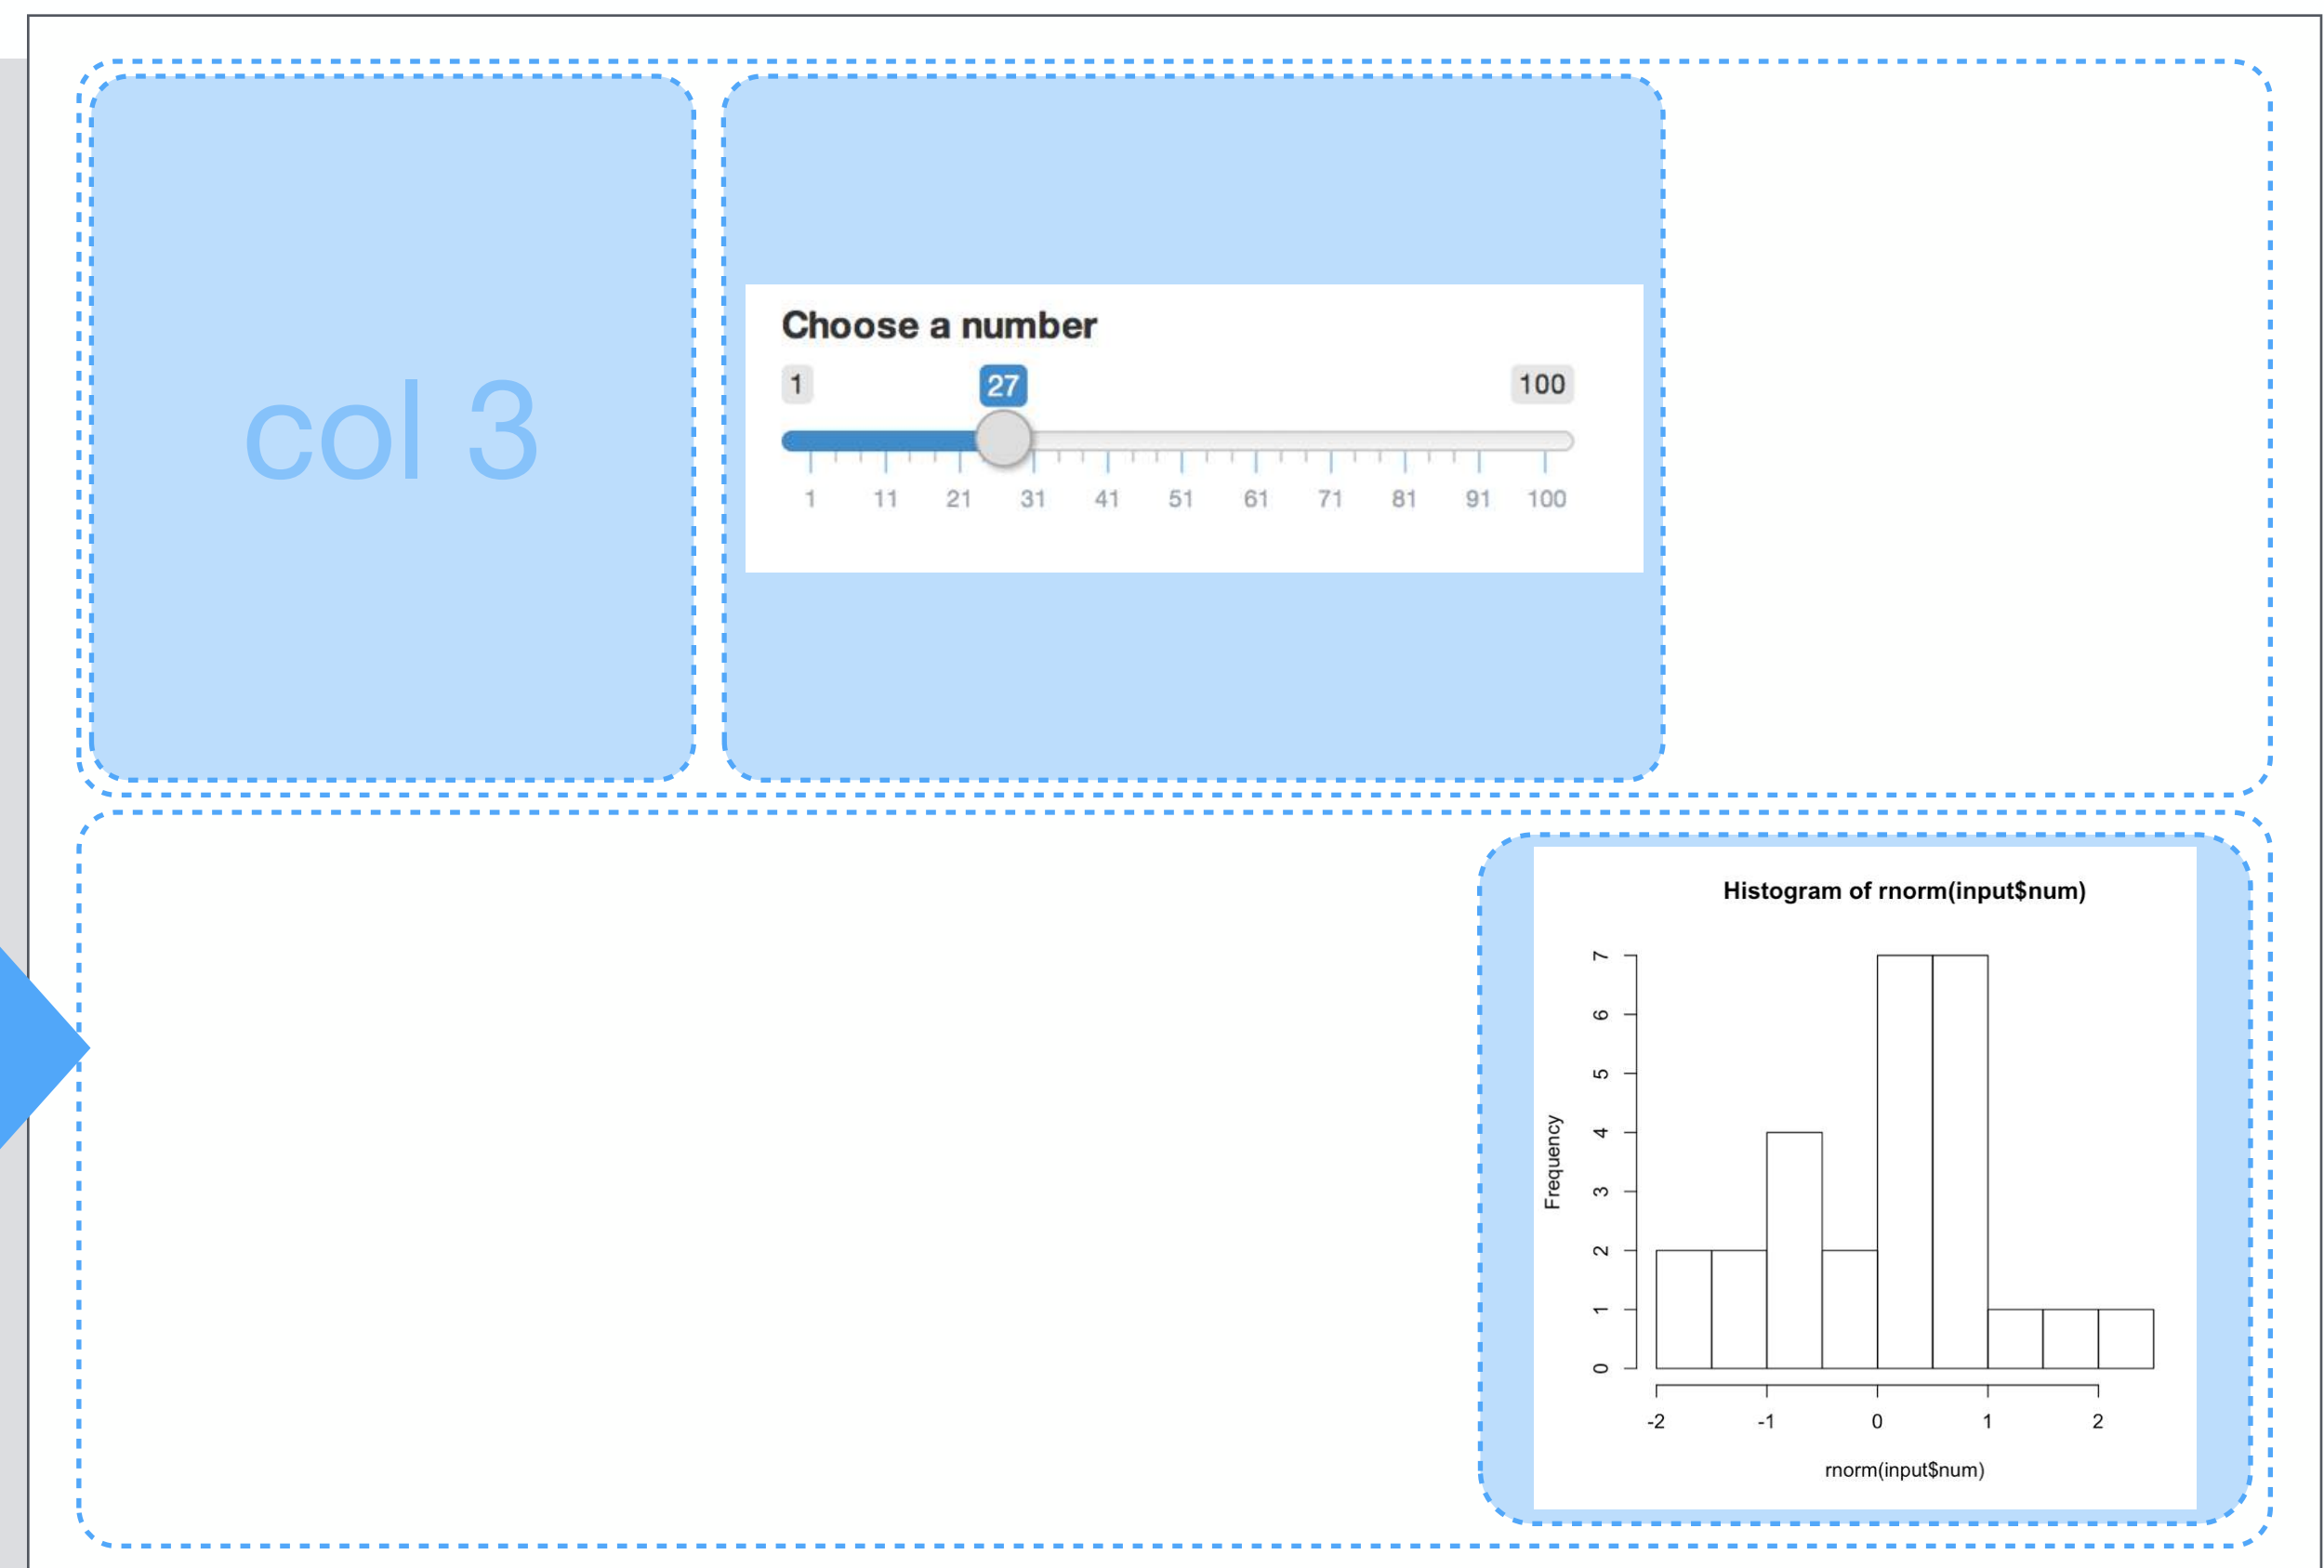 col 3
Choose a number
1 27 100
1 11 21 31 41 51 61 71 81 91 100
Histogram of rnorm(input$num)
Frequency
7
6
5
4
3
2
1
0
-2 -1 0 1 2
rnorm(input$num)